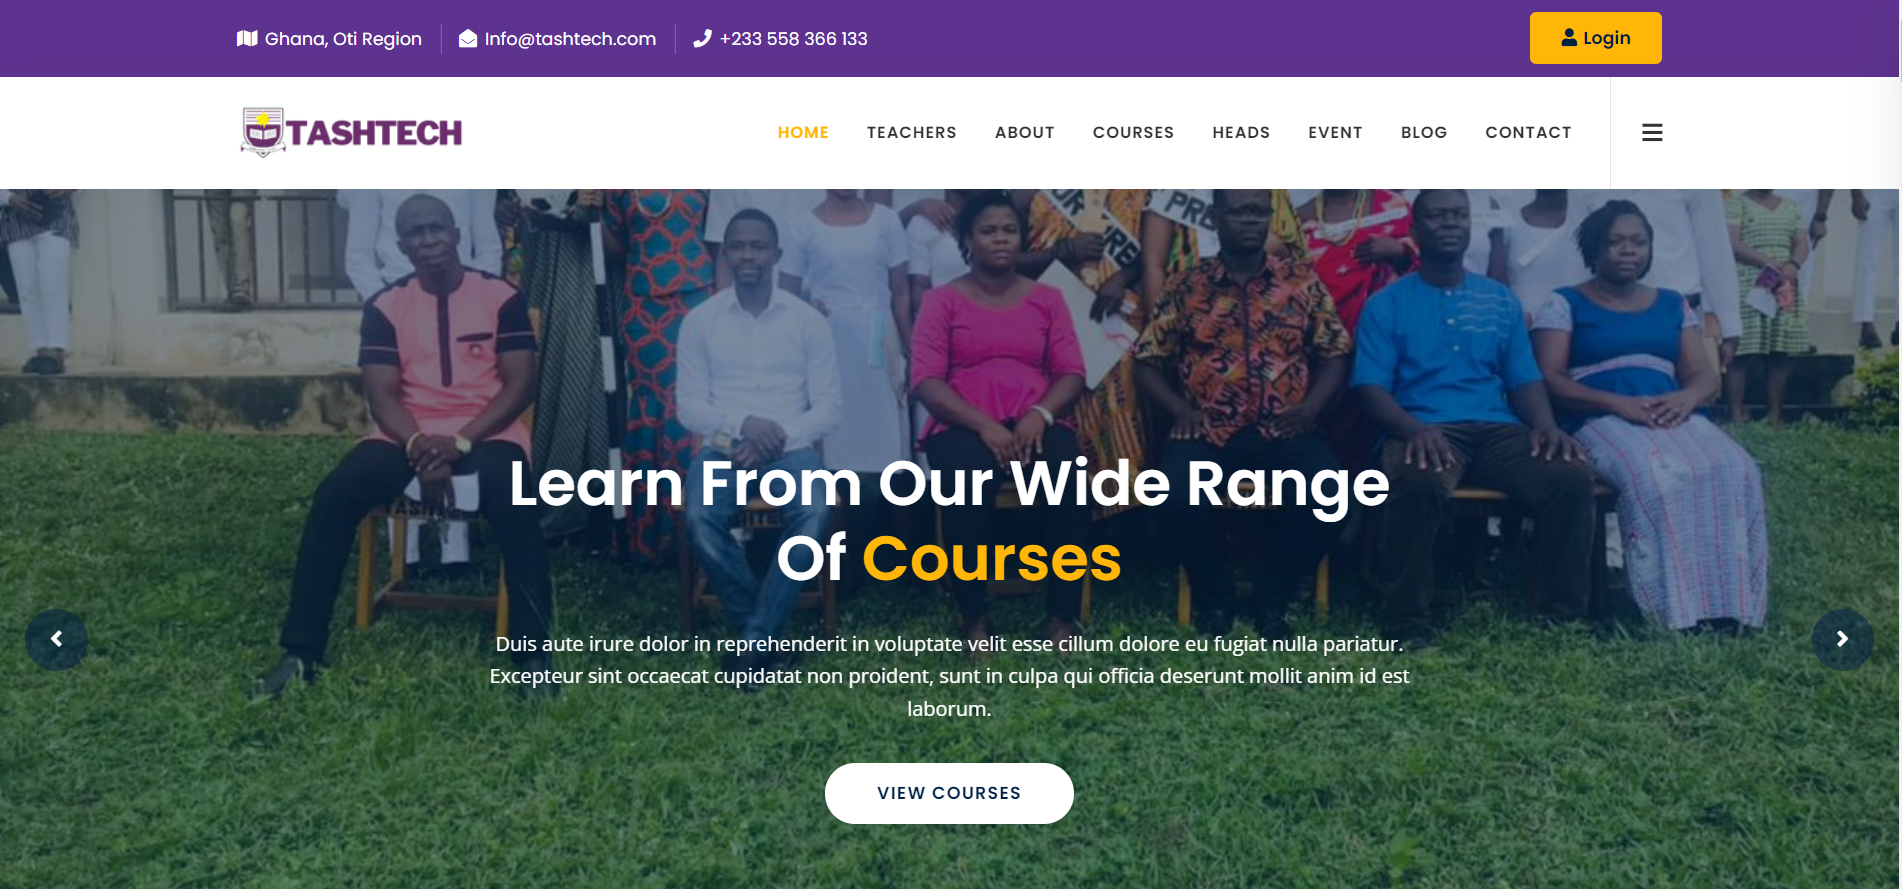 Ghana, Oti Region
Info@tashtech.com
+233 558 366 133
Login
TASHTECH
HOME
TEACHERS
ABOUT
COURSES
HEADS
EVENT
BLOG
CONTACT
Learn From Our Wide Range
Of Courses
Duis aute irure dolor in reprehenderit in voluptate velit esse cillum dolore eu fugiat nulla pariatur.
Excepteur sint occaecat cupidatat non proident, sunt in culpa qui officia deserunt mollit anim id est
laborum.
VIEW COURSES